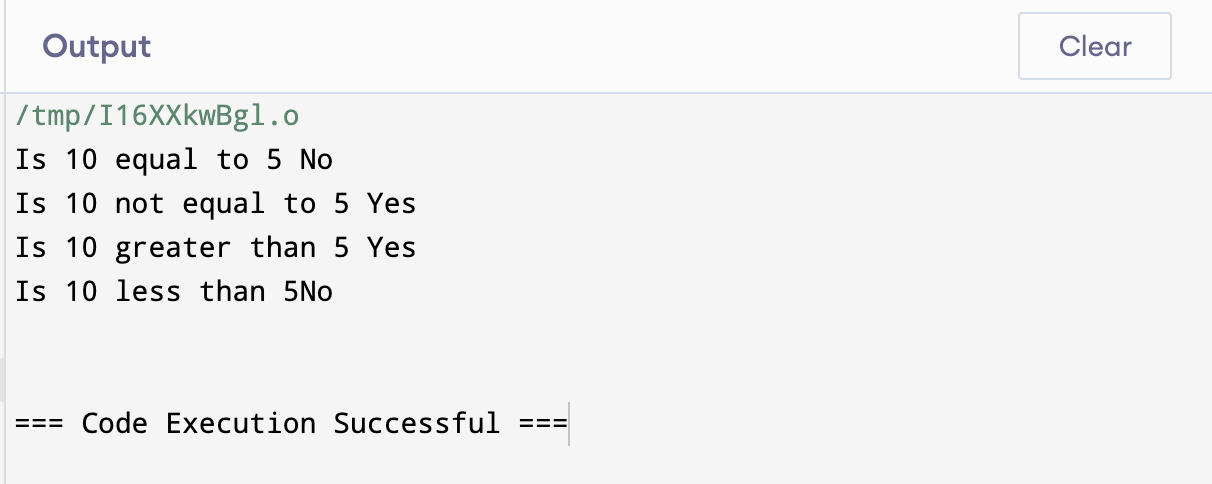 Output
Clear
/tmp/I16XXkwBgl.o
Is 10 equal to 5 No
Is 10 not equal to 5 Yes
Is 10 greater than 5 Yes
Is 10 less than 5No
=== Code Execution Successful ===